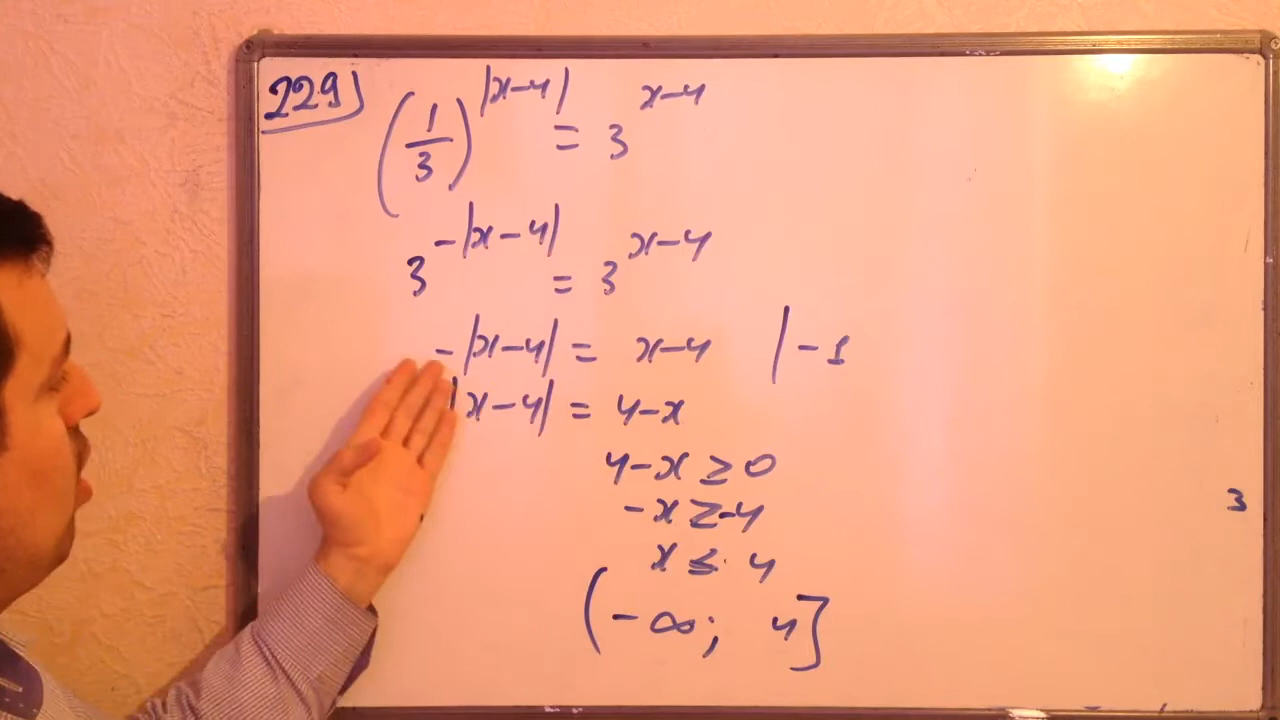 229)
(1/3)^|x-4| = 3^x-4
3^-|x-4| = 3^x-4
-|x-4| = x-4 |-1
|x-4| = 4-x
4-x ≥ 0
-x ≥ -4
x ≤ 4
(-∞; 4]
3